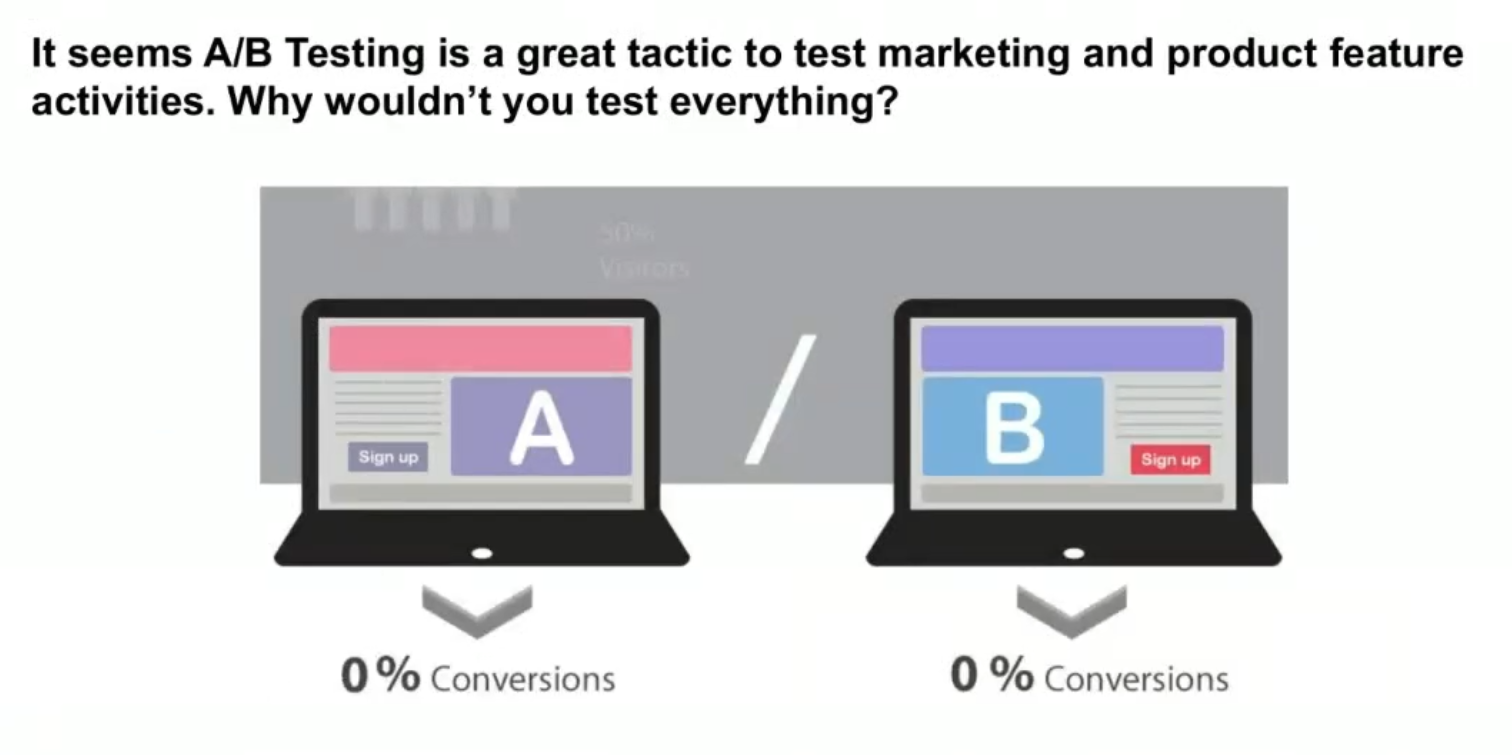 It seems A/B Testing is a great tactic to test marketing and product feature
activities. Why wouldn’t you test everything?
50%
Visitors
A
/
B
Sign up
Sign up
0% Conversions
0 % Conversions